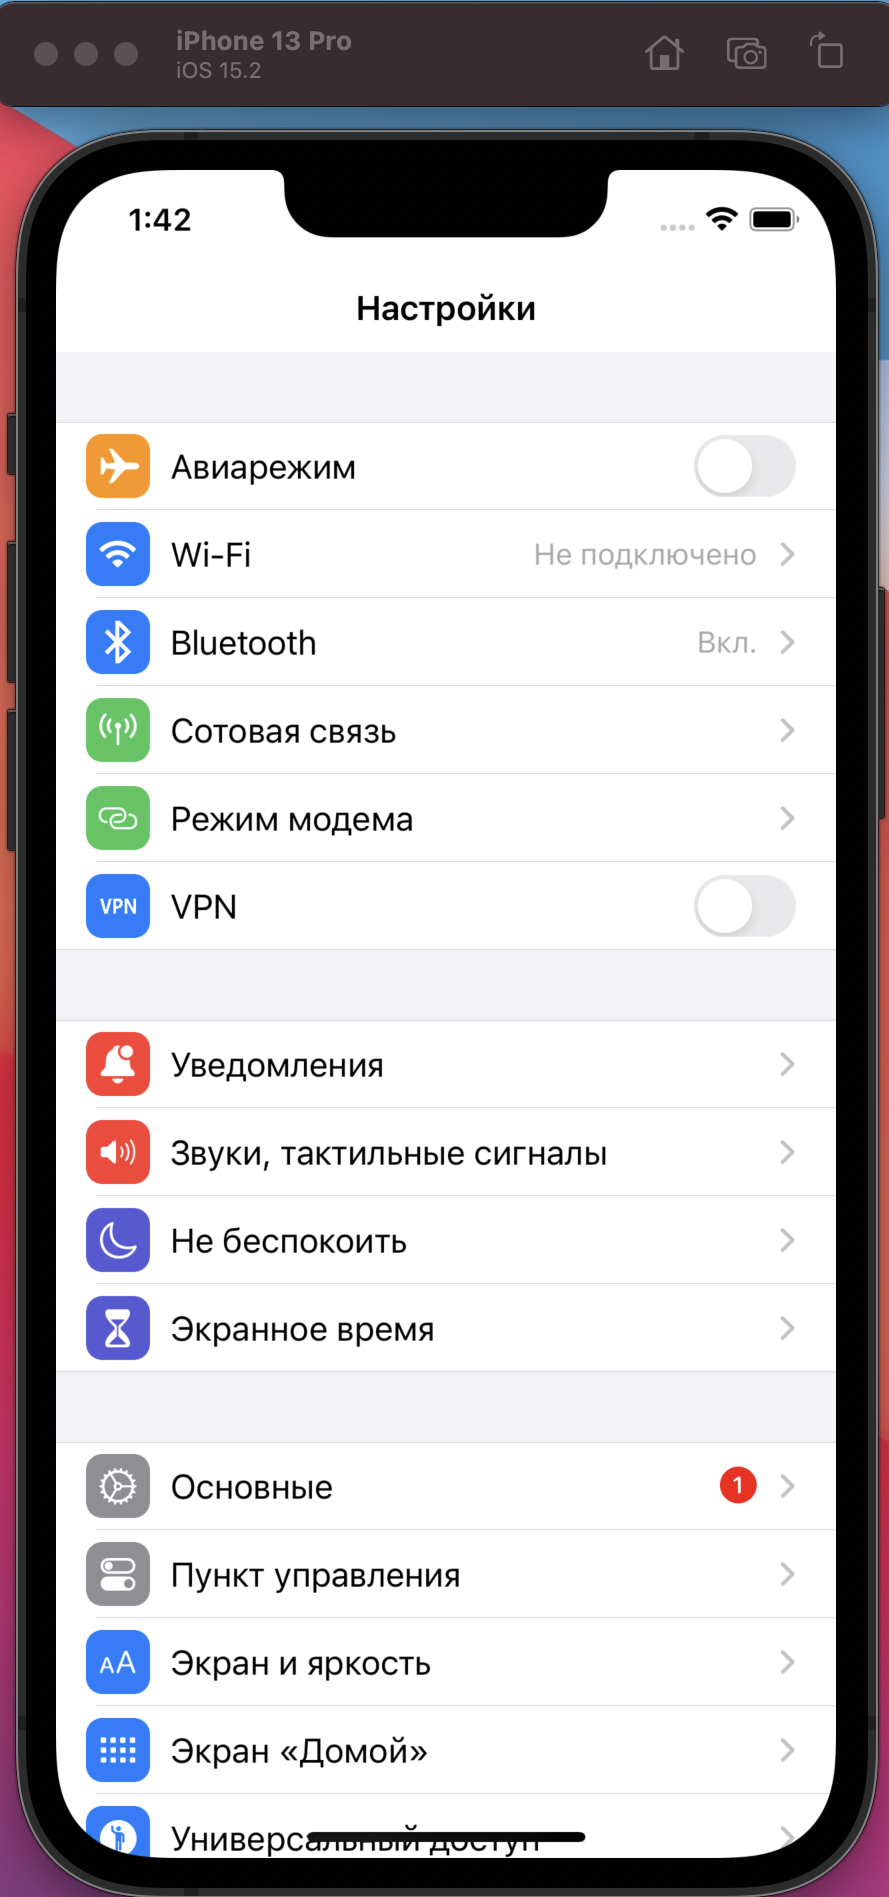 iPhone 13 Pro
iOS 15.2
1:42
Настройки
Авиарежим
Wi-Fi Не подключено
Bluetooth Вкл.
Сотовая связь
Режим модема
VPN VPN
Уведомления
Звуки, тактильные сигналы
Не беспокоить
Экранное время
Основные 1
Пункт управления
AA Экран и яркость
Экран «Домой»
Универсальный доступ